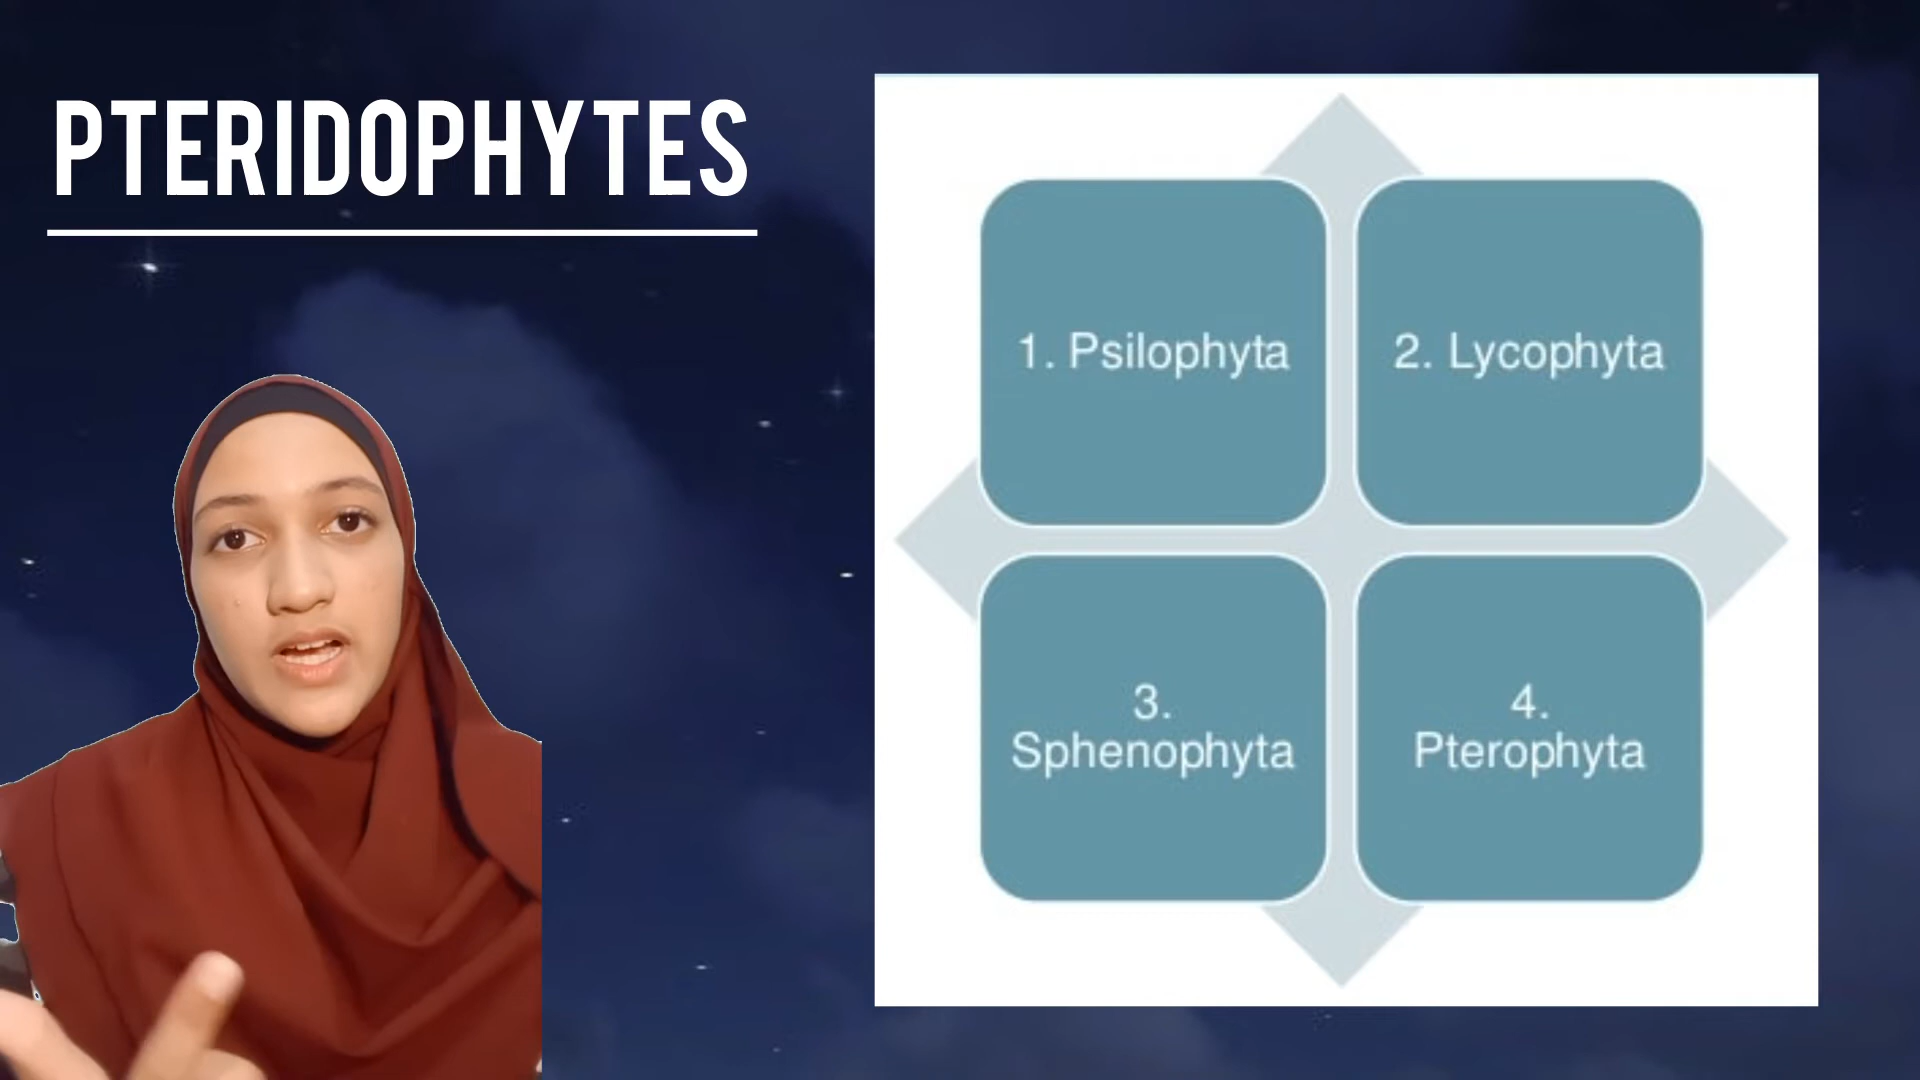 PTERIDOPHYTES
1. Psilophyta
2. Lycophyta
3.
Sphenophyta
4.
Pterophyta